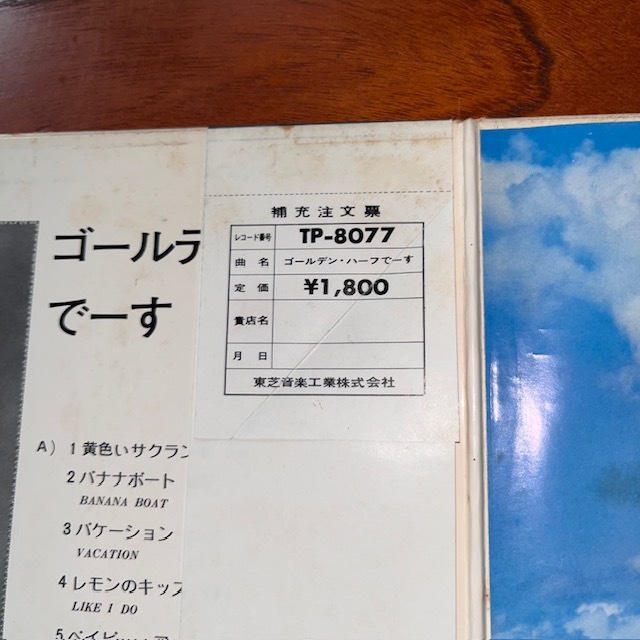 補充注文票
レコード番号 TP-8077
曲名 ゴールデン・ハーフでーす
定価 ¥1,800
貴店名
月日
東芝音楽工業株式会社
ゴール
でーす
A) 1 黄色いサクラン
2 バナナボート
BANANA BOAT
3 バケーション
VACATION
4 レモンのキッ
LIKE I DO